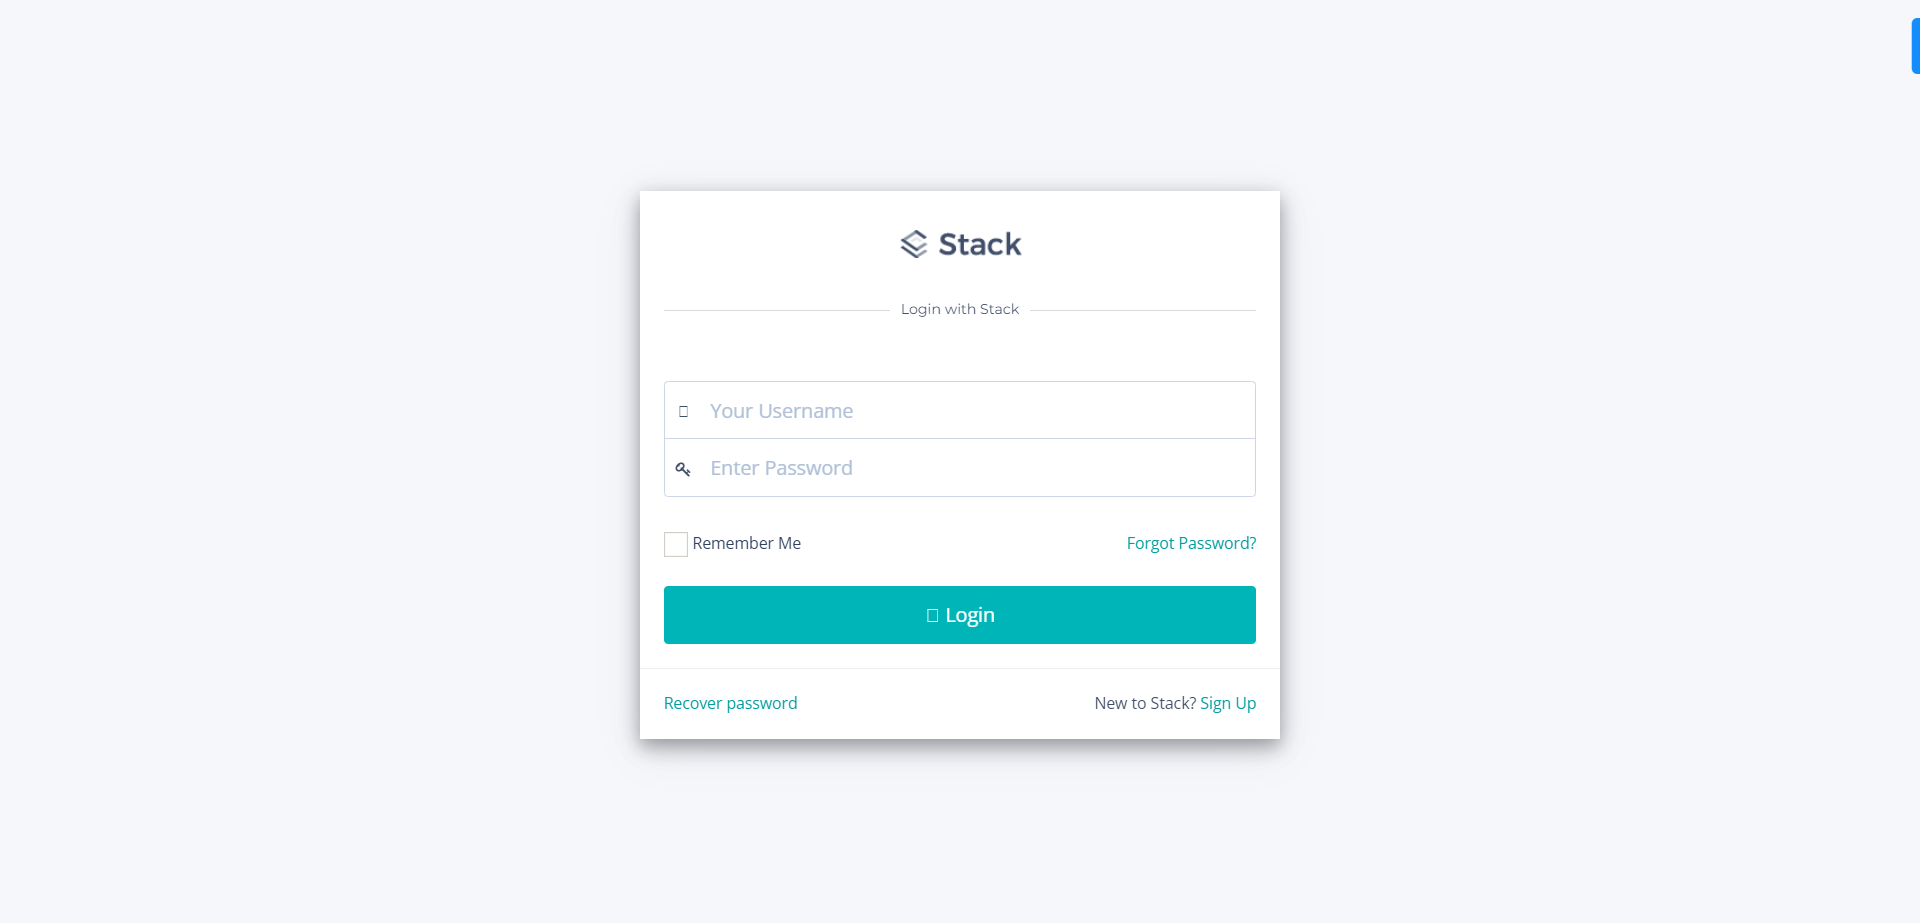 Stack
Login with Stack
Your Username
Enter Password
Remember Me
Forgot Password?
Login
Recover password
New to Stack? Sign Up